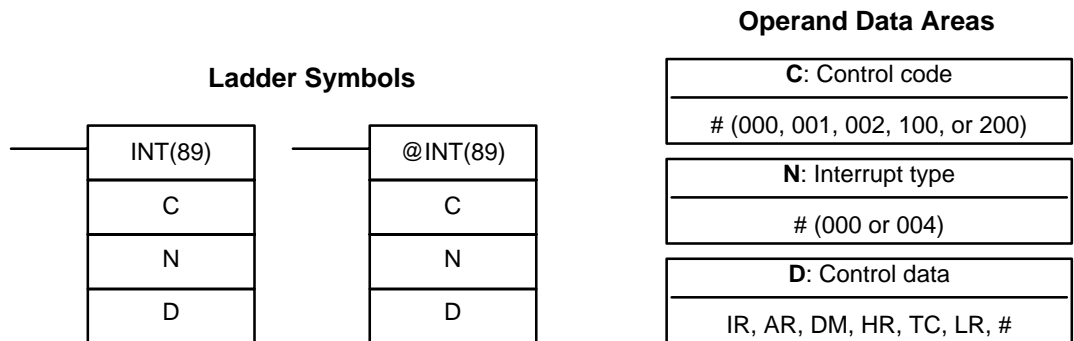 Ladder Symbols
INT(89)
C
N
D
@INT(89)
C
N
D
Operand Data Areas
C: Control code
# (000, 001, 002, 100, or 200)
N: Interrupt type
# (000 or 004)
D: Control data
IR, AR, DM, HR, TC, LR, #